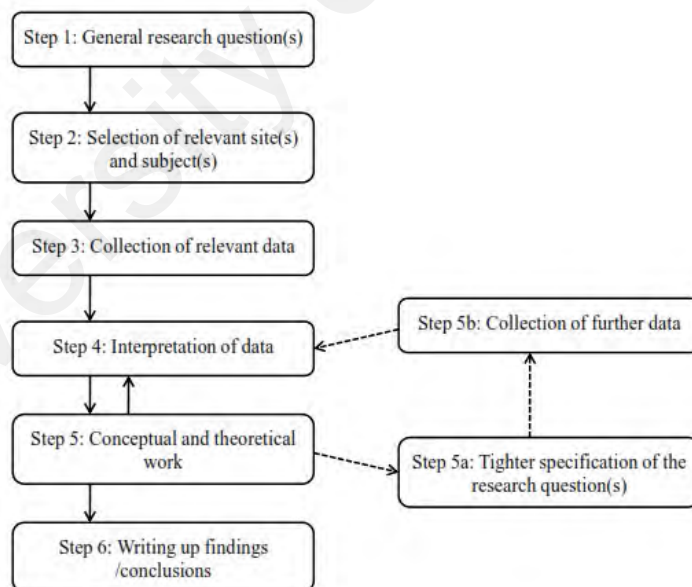 Step 1: General research question(s)
Step 2: Selection of relevant site(s)
and subject(s)
Step 3: Collection of relevant data
Step 4: Interpretation of data
Step 5b: Collection of further data
Step 5: Conceptual and theoretical
work
Step 5a: Tighter specification of the
research question(s)
Step 6: Writing up findings
/conclusions